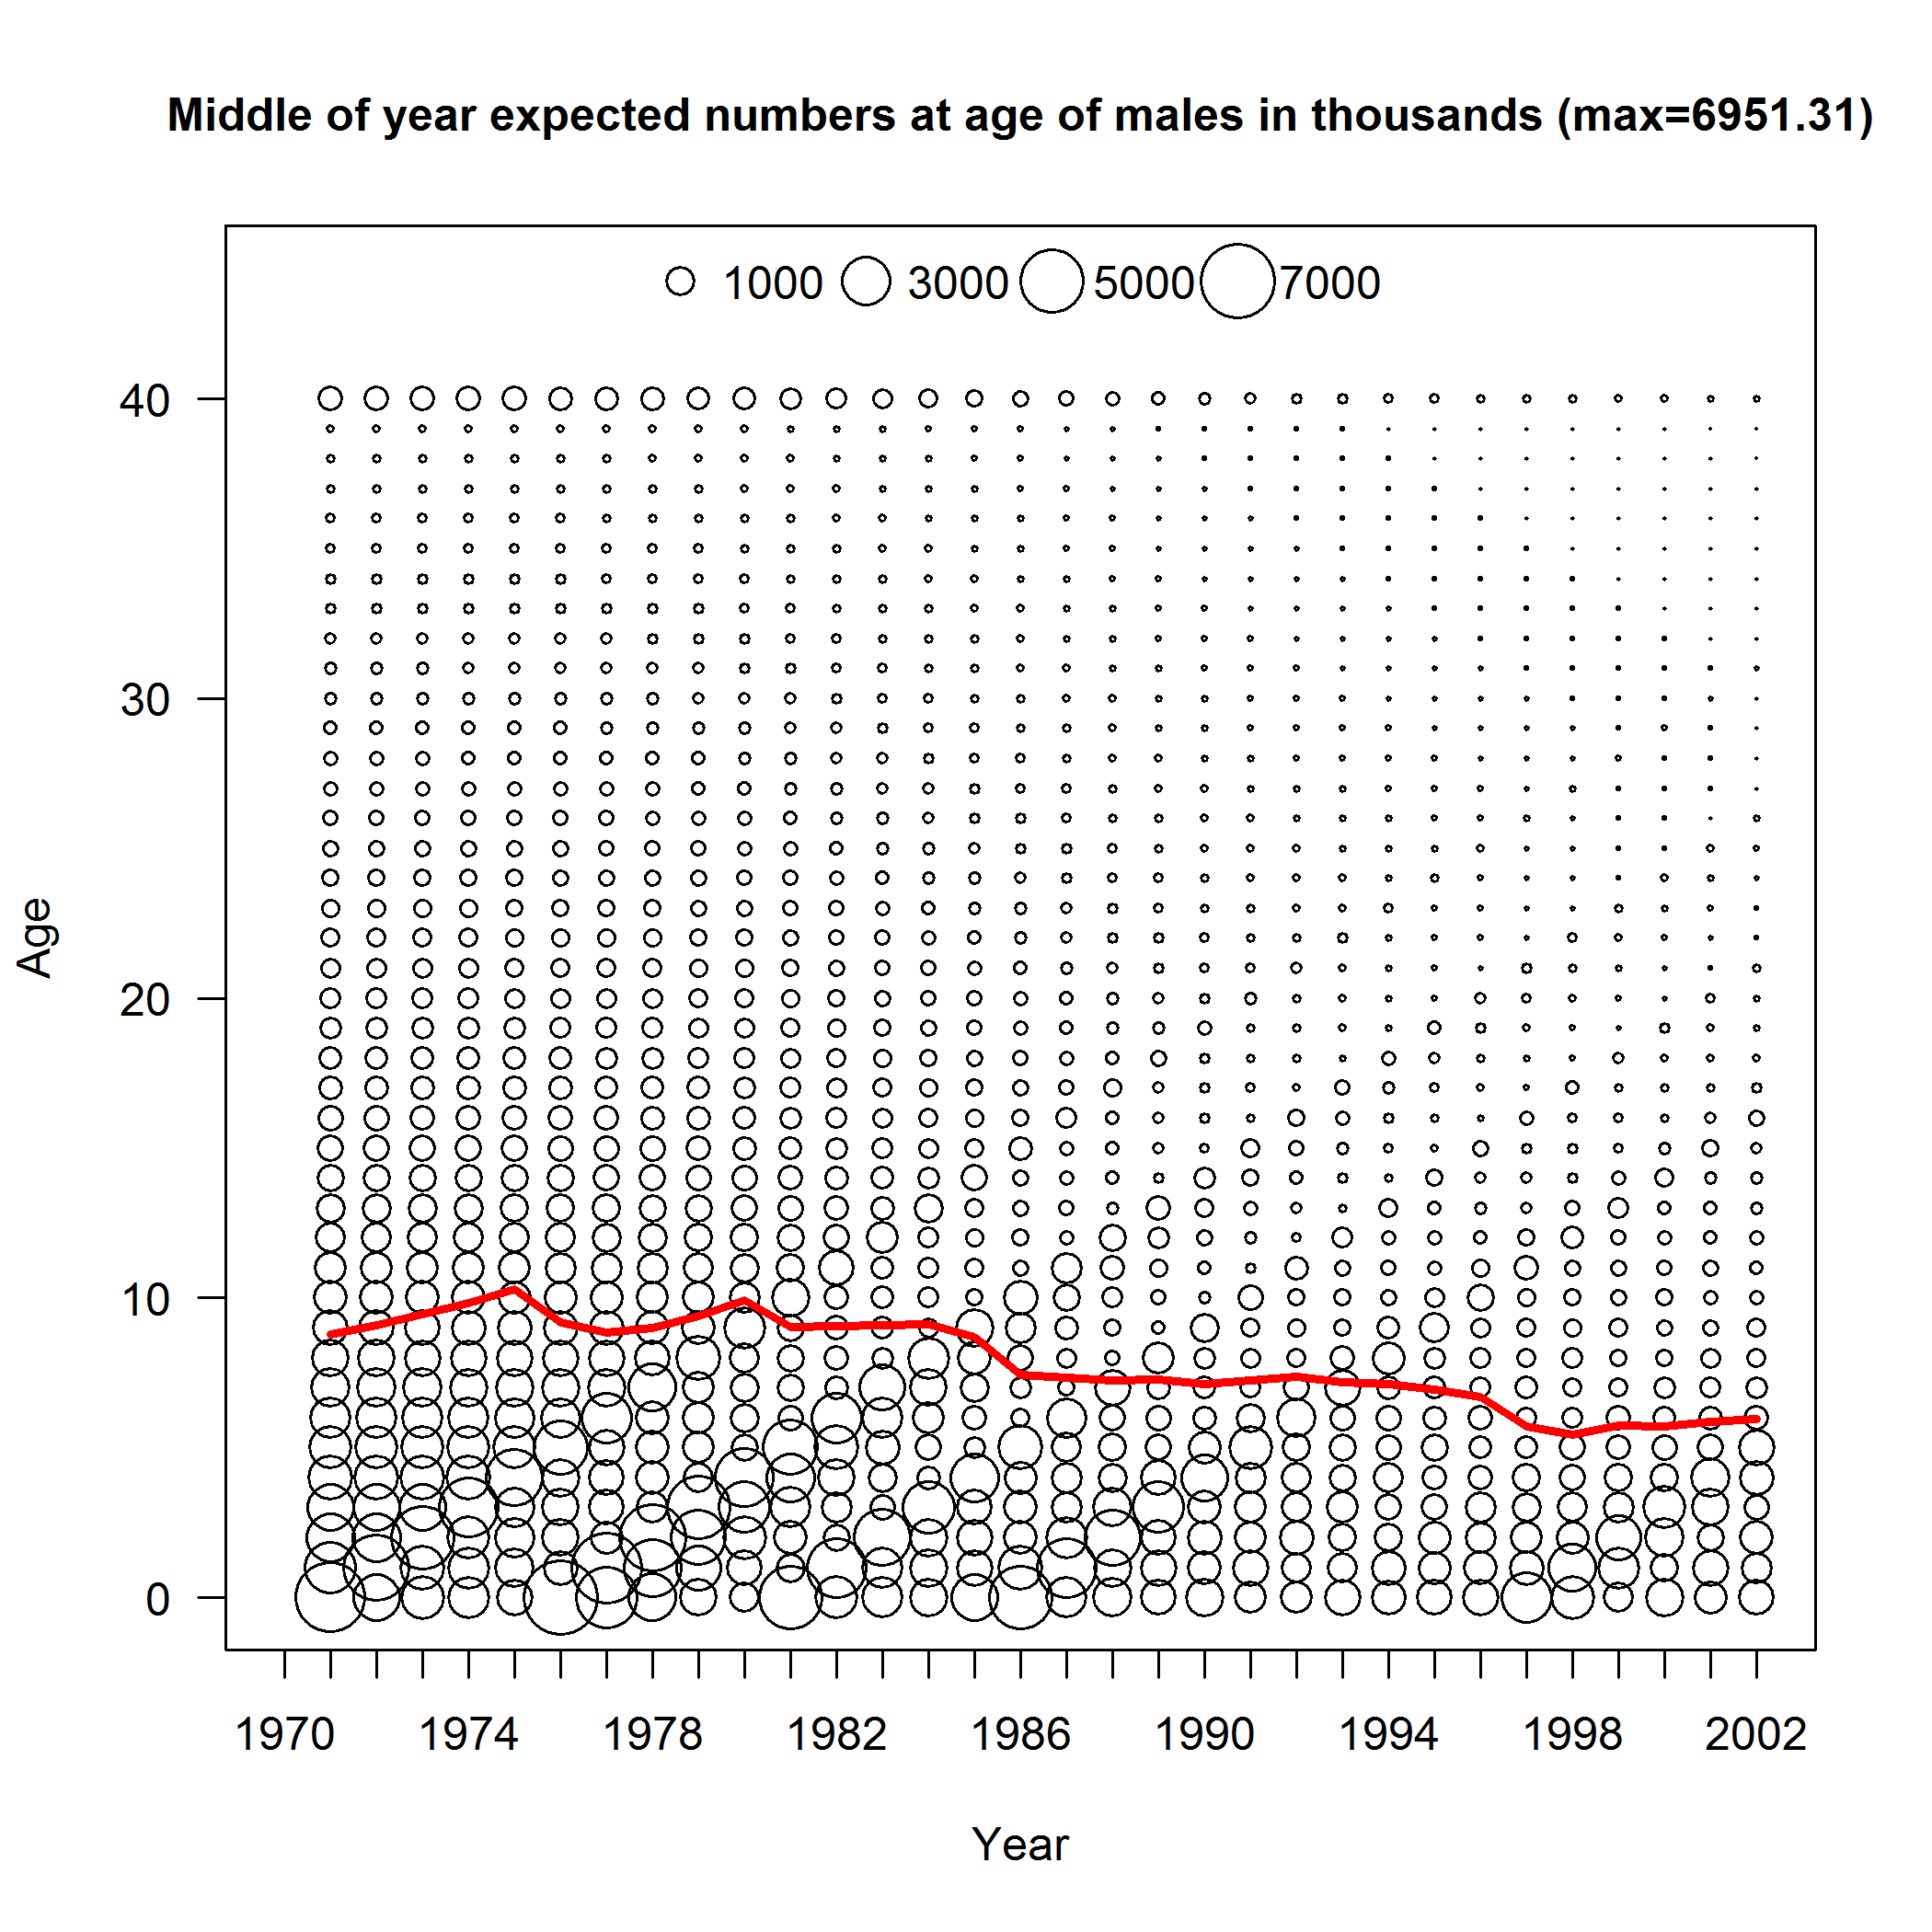 Middle of year expected numbers at age of males in thousands (max=6951.31)
1000 3000 5000 7000
40
30
20
10
0
Age
1970 1974 1978 1982 1986 1990 1994 1998 2002
Year